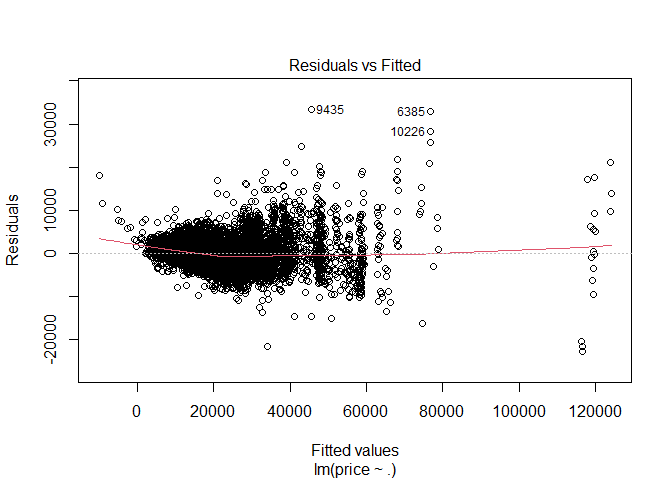 Residuals vs Fitted
Residuals
30000
10000
0
-20000
9435
6385
10226
0 20000 40000 60000 80000 100000 120000
Fitted values
lm(price ~ .)